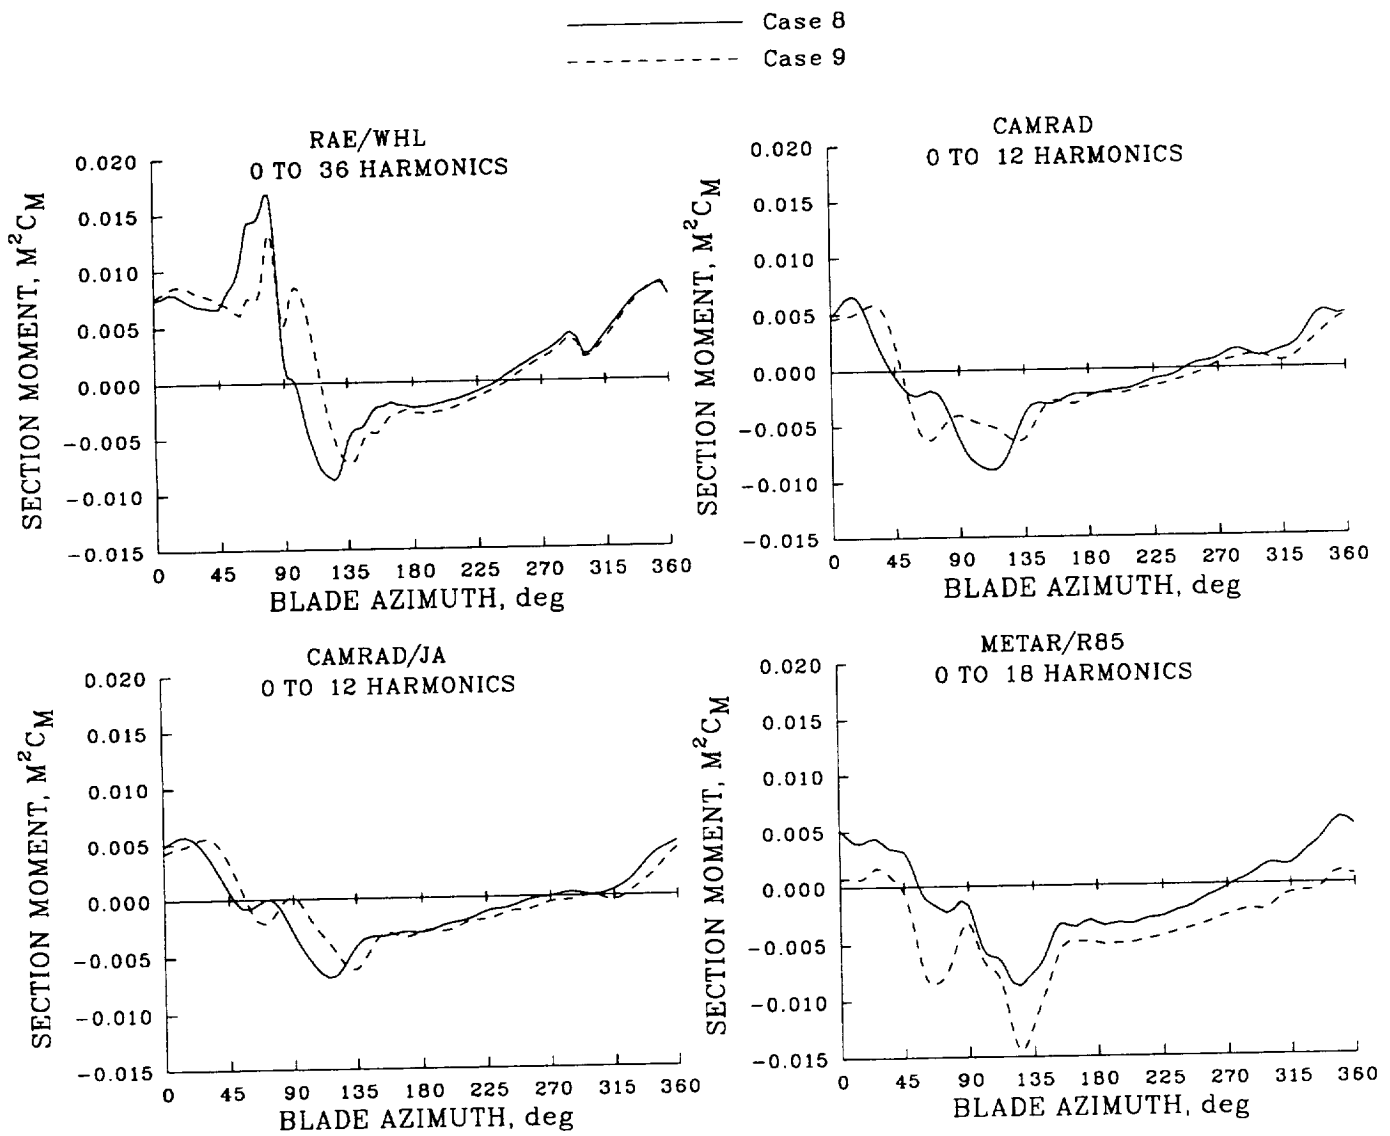 Case 8
Case 9
RAE/WHL
0 TO 36 HARMONICS
SECTION MOMENT, M²C_M
0.020
0.015
0.010
0.005
0.000
−0.005
−0.010
−0.015
0 45 90 135 180 225 270 315 360
BLADE AZIMUTH, deg
CAMRAD
0 TO 12 HARMONICS
SECTION MOMENT, M²C_M
0.020
0.015
0.010
0.005
0.000
−0.005
−0.010
−0.015
0 45 90 135 180 225 270 315 360
BLADE AZIMUTH, deg
CAMRAD/JA
0 TO 12 HARMONICS
SECTION MOMENT, M²C_M
0.020
0.015
0.010
0.005
0.000
−0.005
−0.010
−0.015
0 45 90 135 180 225 270 315 360
BLADE AZIMUTH, deg
METAR/R85
0 TO 18 HARMONICS
SECTION MOMENT, M²C_M
0.020
0.015
0.010
0.005
0.000
−0.005
−0.010
−0.015
0 45 90 135 180 225 270 315 360
BLADE AZIMUTH, deg